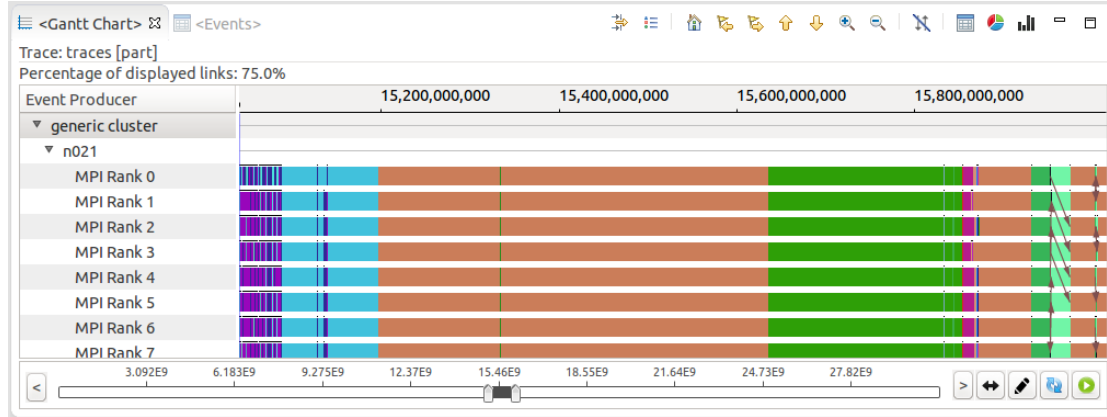 <Gantt Chart> <Events>
Trace: traces [part]
Percentage of displayed links: 75.0%
Event Producer 15,200,000,000 15,400,000,000 15,600,000,000 15,800,000,000
generic cluster
n021
MPI Rank 0
MPI Rank 1
MPI Rank 2
MPI Rank 3
MPI Rank 4
MPI Rank 5
MPI Rank 6
MPI Rank 7
3.092E9 6.183E9 9.275E9 12.37E9 15.46E9 18.55E9 21.64E9 24.73E9 27.82E9
< >